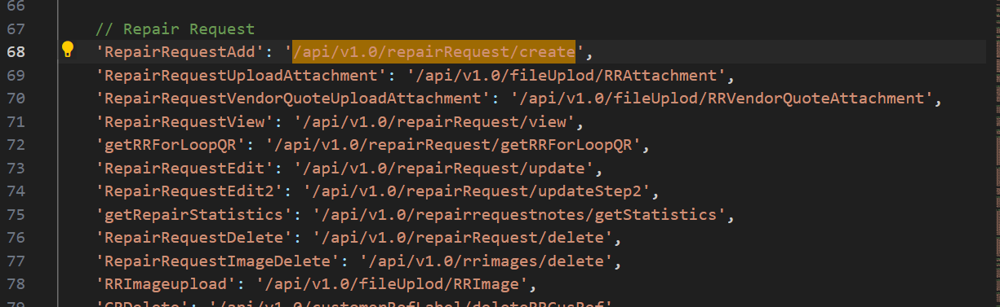 66
67 // Repair Request
68 'RepairRequestAdd': '/api/v1.0/repairRequest/create',
69 'RepairRequestUploadAttachment': '/api/v1.0/fileUplod/RRAttachment',
70 'RepairRequestVendorQuoteUploadAttachment': '/api/v1.0/fileUplod/RRVendorQuoteAttachment',
71 'RepairRequestView': '/api/v1.0/repairRequest/view',
72 'getRRForLoopQR': '/api/v1.0/repairRequest/getRRForLoopQR',
73 'RepairRequestEdit': '/api/v1.0/repairRequest/update',
74 'RepairRequestEdit2': '/api/v1.0/repairRequest/updateStep2',
75 'getRepairStatistics': '/api/v1.0/repairrequestnotes/getStatistics',
76 'RepairRequestDelete': '/api/v1.0/repairRequest/delete',
77 'RepairRequestImageDelete': '/api/v1.0/rrimages/delete',
78 'RRImageupload': '/api/v1.0/fileUplod/RRImage',
79